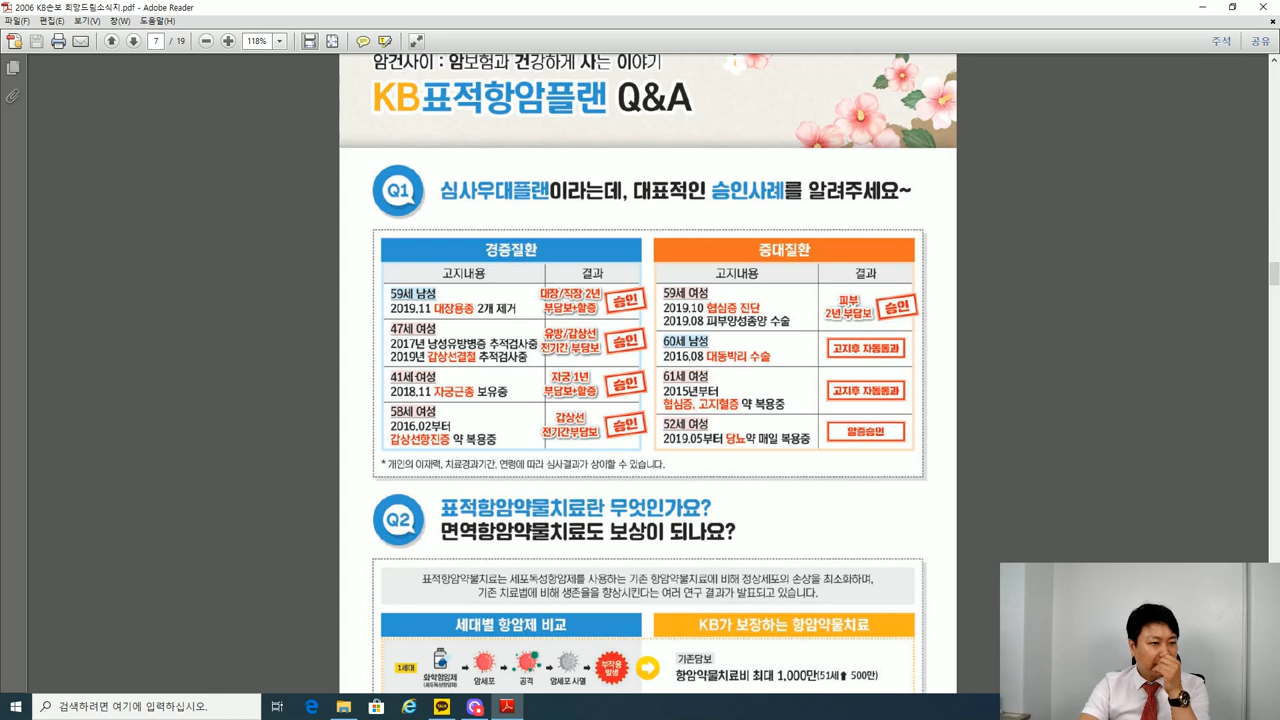 2006 KB손보 희망드림소식지.pdf - Adobe Reader
파일(F) 편집(E) 보기(V) 창(W) 도움말(H)
7 / 19 118% 주석 공유
암건사이 : 암보험과 건강하게 사는 이야기
KB표적항암플랜 Q&A
Q1 심사우대플랜이라는데, 대표적인 승인사례를 알려주세요~
경증질환
고지내용 결과
59세 남성
2019.11 대장용종 2개 제거
대장/직장 2년
부담보+할증
승인
47세 여성
2017년 남성유방병증 추적검사중
2019년 갑상선결절 추적검사중
유방/갑상선
전기간 부담보
승인
41세 여성
2018.11 자궁근종 보유중
자궁 1년
부담보+할증
승인
58세 여성
2016.02부터
갑상선항진증 약 복용중
갑상선
전기간부담보
승인
중대질환
고지내용 결과
59세 여성
2019.10 협심증 진단
2019.08 피부양성종양 수술
피부
2년 부담보
승인
60세 남성
2016.08 대동박리 수술
고지후 자동통과
61세 여성
2015년부터
협심증, 고지혈증 약 복용중
고지후 자동통과
52세 여성
2019.05부터 당뇨약 매일 복용중
할증승인
* 개인의 이재력, 치료경과기간, 연령에 따라 심사결과가 상이할 수 있습니다.
Q2 표적항암약물치료란 무엇인가요?
면역항암약물치료도 보상이 되나요?
표적항암약물치료는 세포독성항암제를 사용하는 기존 항암약물치료에 비해 정상세포의 손상을 최소화하며,
기존 치료법에 비해 생존율을 향상시킨다는 여러 연구 결과가 발표되고 있습니다.
세대별 항암제 비교
1세대
화학항암제
(세포독성항암제)
암세포 공격 암세포 사멸
부작용
발생
KB가 보장하는 항암약물치료
기존담보
항암약물치료비 최대 1,000만(51세↑ 500만)
검색하려면 여기에 입력하십시오.
TALK